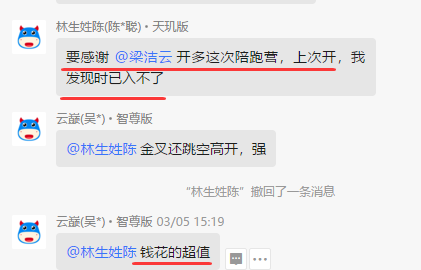 林生姓陈(陈*聪)·天玑版
要感谢 @梁洁云 开多这次陪跑营，上次开，我
发现时已入不了
云巅(吴*)·智尊版
@林生姓陈 金叉还跳空高开，强
“林生姓陈”撤回了一条消息
云巅(吴*)·智尊版 03/05 15:19
@林生姓陈 钱花的超值